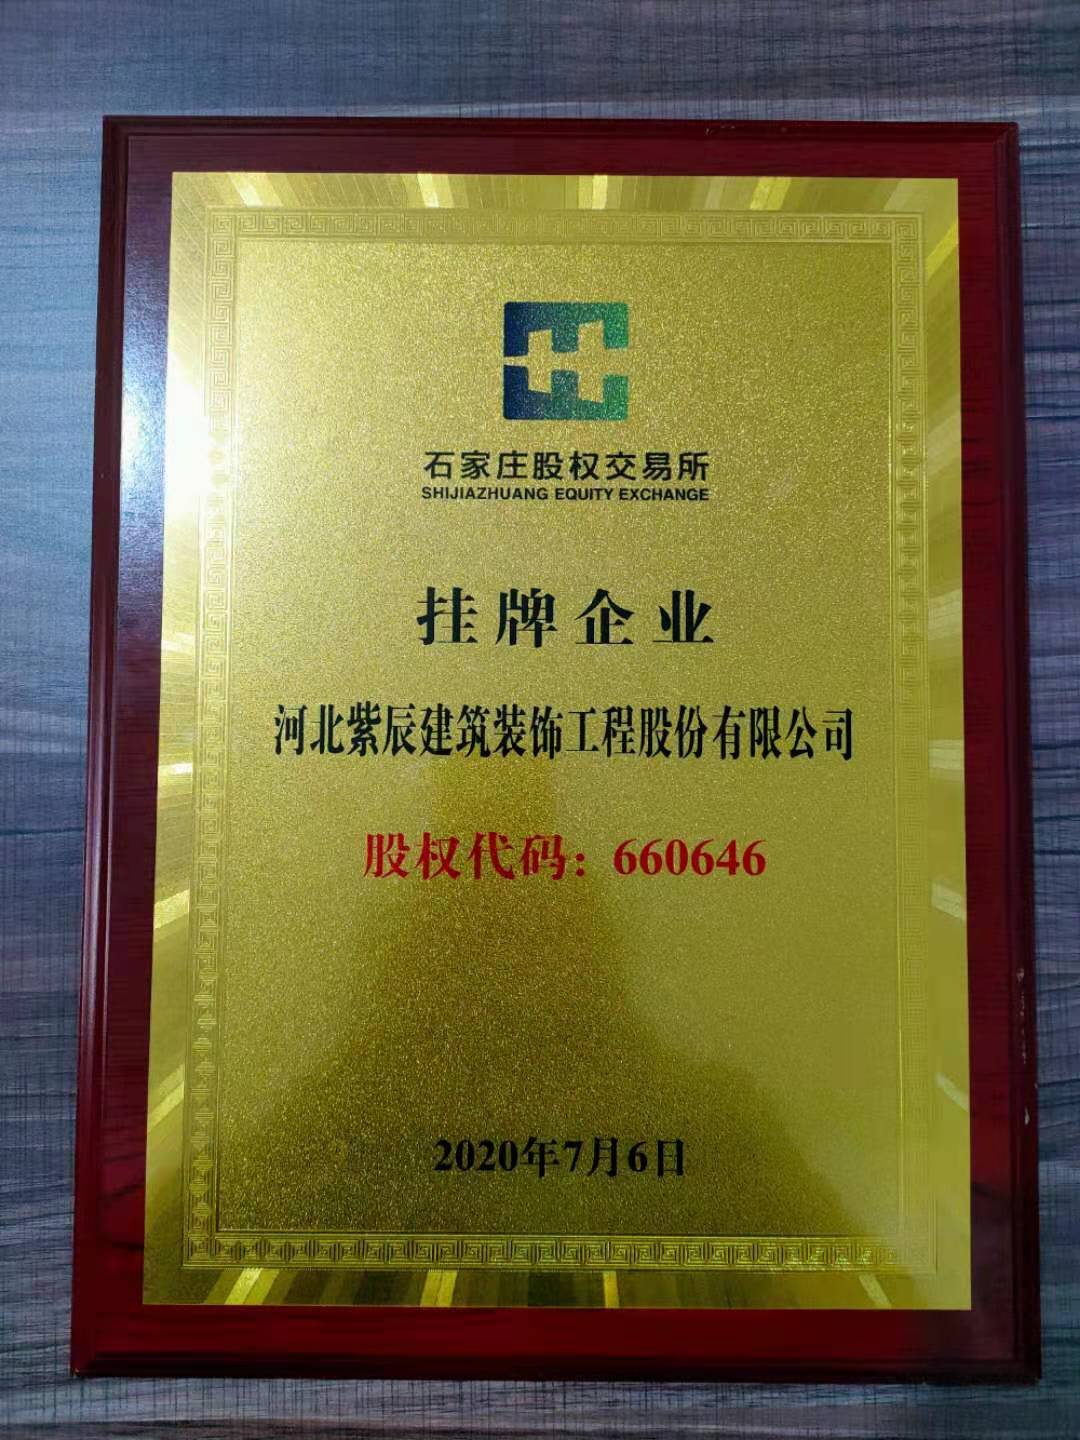 石家庄股权交易所
SHIJIAZHUANG EQUITY EXCHANGE
挂牌企业
河北紫辰建筑装饰工程股份有限公司
股权代码：660646
2020年7月6日